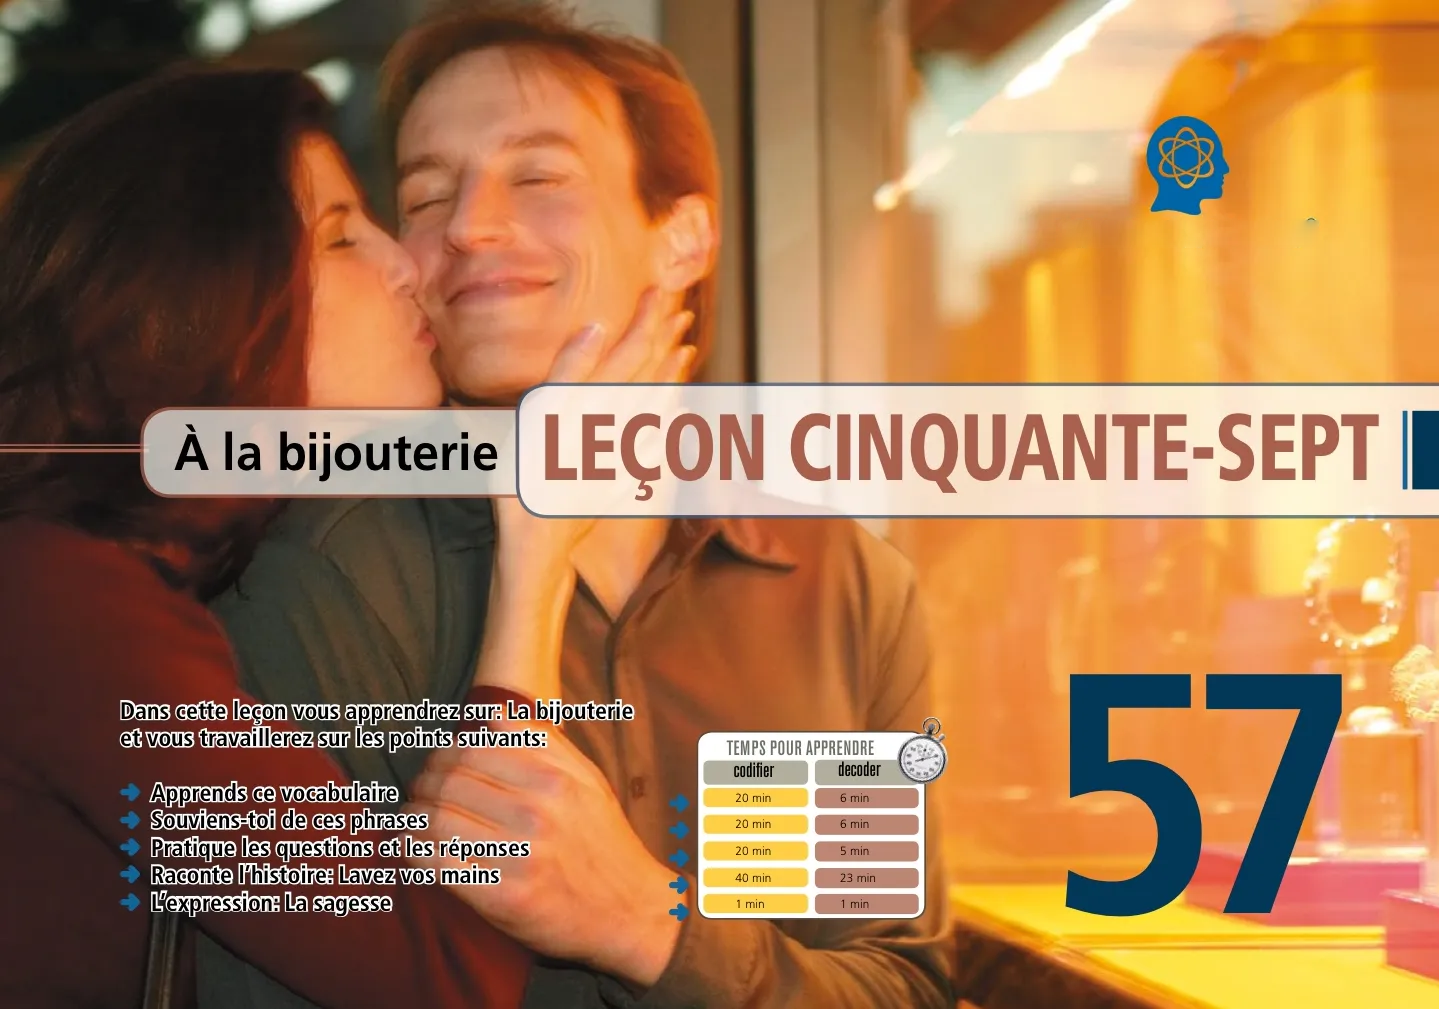 À la bijouterie
LEÇON CINQUANTE-SEPT
57
Dans cette leçon vous apprendrez sur: La bijouterie
et vous travaillerez sur les points suivants:
Apprends ce vocabulaire
Souviens-toi de ces phrases
Pratique les questions et les réponses
Raconte l'histoire: Lavez vos mains
L'expression: La sagesse
TEMPS POUR APPRENDRE
codifier decoder
20 min 6 min
20 min 6 min
20 min 5 min
40 min 23 min
1 min 1 min